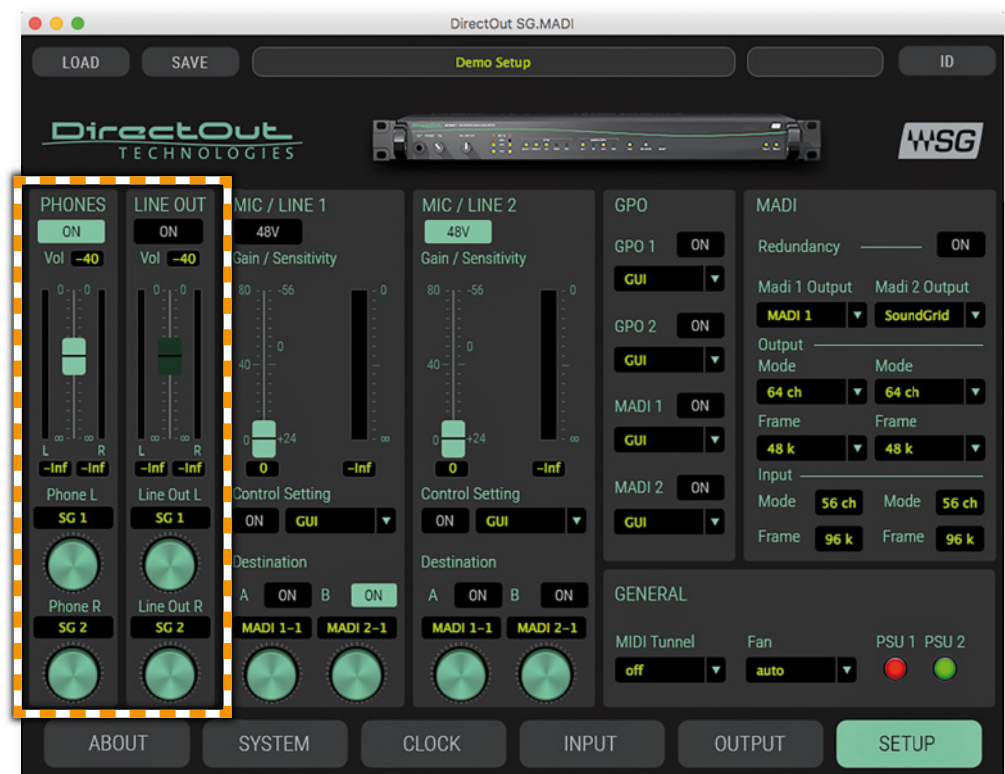 DirectOut SG.MADI
LOAD SAVE Demo Setup ID
DirectOut
TECHNOLOGIES
SG
PHONES
ON
Vol -40
0 0
∞ ∞
L R
-Inf -Inf
Phone L
SG 1
Phone R
SG 2
LINE OUT
ON
Vol -40
0 0
∞ ∞
L R
-Inf -Inf
Line Out L
SG 1
Line Out R
SG 2
MIC / LINE 1
48V
Gain / Sensitivity
80 -56 0
0
40
0 +24 ∞
0 -Inf
Control Setting
ON GUI
Destination
A ON B ON
MADI 1-1 MADI 2-1
MIC / LINE 2
48V
Gain / Sensitivity
80 -56 0
0
40
0 +24 ∞
0 -Inf
Control Setting
ON GUI
Destination
A ON B ON
MADI 1-1 MADI 2-1
GPO
GPO 1 ON
GUI
GPO 2 ON
GUI
MADI 1 ON
GUI
MADI 2 ON
GUI
MADI
Redundancy ON
Madi 1 Output Madi 2 Output
MADI 1 SoundGrid
Output
Mode Mode
64 ch 64 ch
Frame Frame
48 k 48 k
Input
Mode 56 ch Mode 56 ch
Frame 96 k Frame 96 k
GENERAL
MIDI Tunnel Fan PSU 1 PSU 2
off auto
ABOUT SYSTEM CLOCK INPUT OUTPUT SETUP